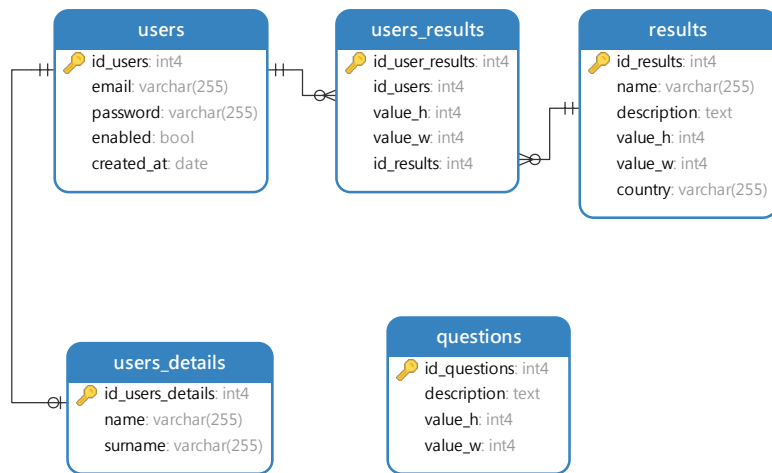 users
id_users: int4
email: varchar(255)
password: varchar(255)
enabled: bool
created_at: date
users_results
id_user_results: int4
id_users: int4
value_h: int4
value_w: int4
id_results: int4
results
id_results: int4
name: varchar(255)
description: text
value_h: int4
value_w: int4
country: varchar(255)
users_details
id_users_details: int4
name: varchar(255)
surname: varchar(255)
questions
id_questions: int4
description: text
value_h: int4
value_w: int4